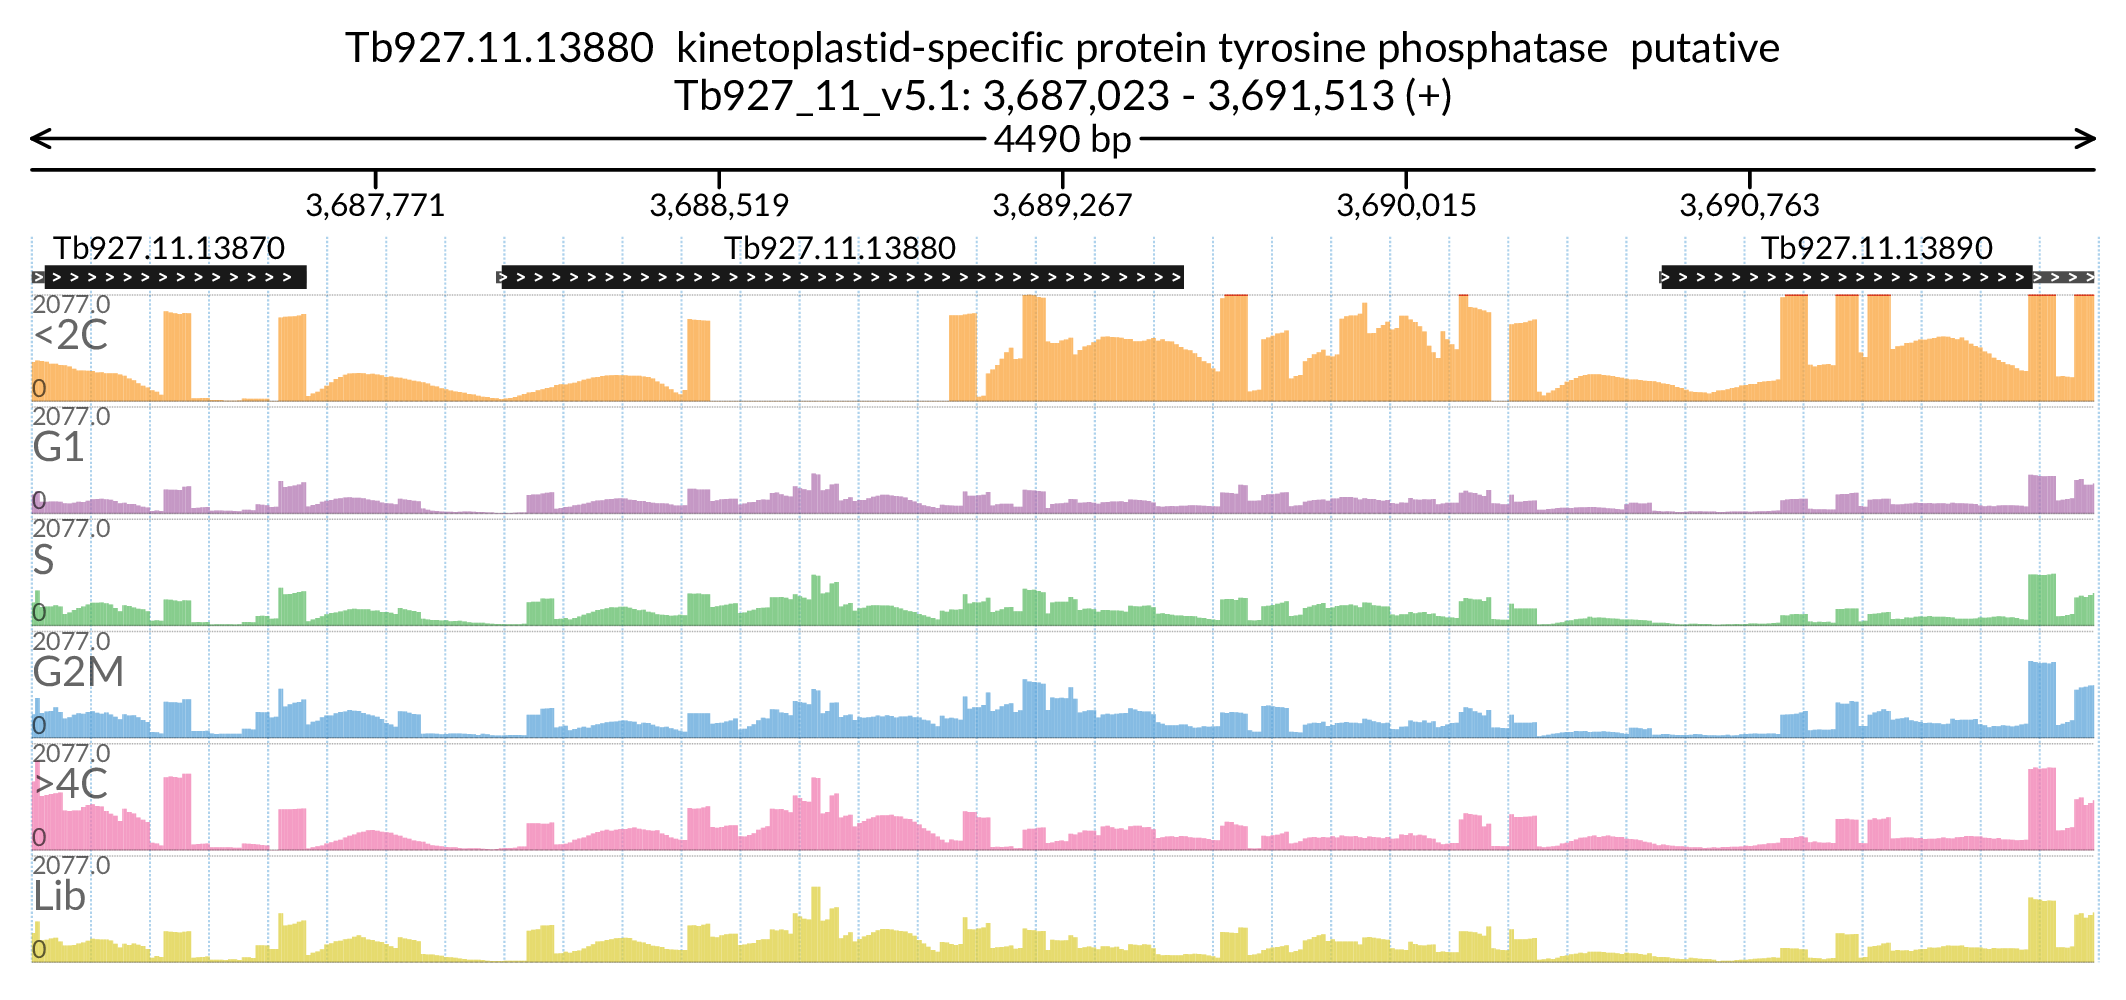 Tb927.11.13880  kinetoplastid-specific protein tyrosine phosphatase  putative
Tb927_11_v5.1: 3,687,023 - 3,691,513 (+)
4490 bp
3,687,771 3,688,519 3,689,267 3,690,015 3,690,763
Tb927.11.13870 Tb927.11.13880 Tb927.11.13890
2077.0
<2C
0
2077.0
G1
0
2077.0
S
0
2077.0
G2M
0
2077.0
>4C
0
2077.0
Lib
0